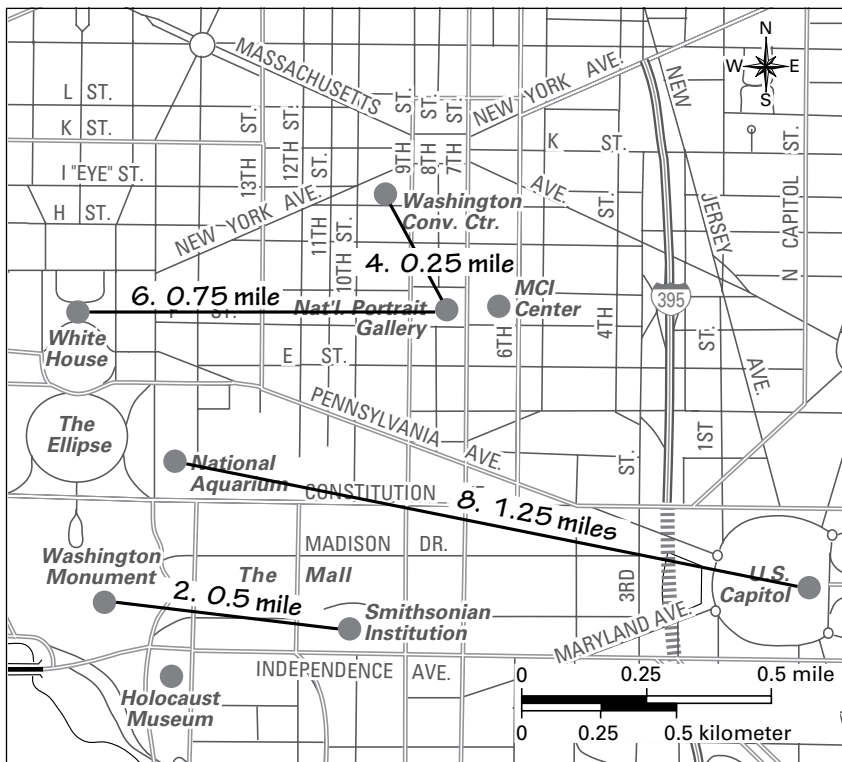 N
W E
S
MASSACHUSETTS
NEW YORK AVE.
NEW
JERSEY
AVE.
L ST.
K ST.
I "EYE" ST.
H ST.
13TH ST.
12TH ST.
11TH ST.
10TH ST.
9TH ST.
8TH ST.
7TH ST.
K ST.
AVE.
N CAPITOL ST.
NEW YORK AVE.
Washington
Conv. Ctr.
4. 0.25 mile
6. 0.75 mile
ST.
Nat'l. Portrait
Gallery
MCI
Center
6TH
4TH ST.
395
White
House
E ST.
The
Ellipse
PENNSYLVANIA AVE.
1ST ST.
National
Aquarium
CONSTITUTION
8. 1.25 miles
3RD ST.
MADISON DR.
Washington
Monument
The Mall
2. 0.5 mile
Smithsonian
Institution
U.S.
Capitol
MARYLAND AVE.
INDEPENDENCE AVE.
Holocaust
Museum
0 0.25 0.5 mile
0 0.25 0.5 kilometer